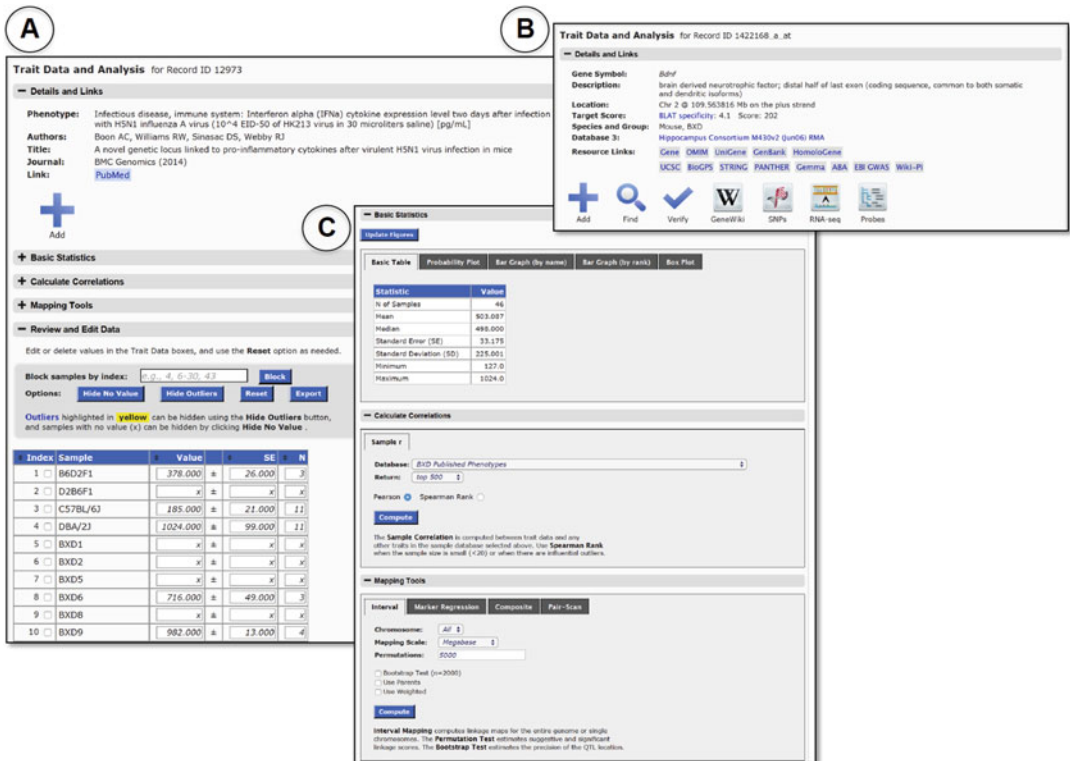 A
Trait Data and Analysis for Record ID 12973
− Details and Links
Phenotype: Infectious disease, immune system: Interferon alpha (IFNa) cytokine expression level two days after infection
with H5N1 influenza A virus (10^4 EID-50 of HK213 virus in 30 microliters saline) [pg/mL]
Authors: Boon AC, Williams RW, Sinasac DS, Webby RJ
Title: A novel genetic locus linked to pro-inflammatory cytokines after virulent H5N1 virus infection in mice
Journal: BMC Genomics (2014)
Link: PubMed
Add
+ Basic Statistics
+ Calculate Correlations
+ Mapping Tools
− Review and Edit Data
Edit or delete values in the Trait Data boxes, and use the Reset option as needed.
Block samples by index: e.g., 4, 6-30, 43 Block
Options: Hide No Value Hide Outliers Reset Export
Outliers highlighted in yellow can be hidden using the Hide Outliers button,
and samples with no value (x) can be hidden by clicking Hide No Value .
Index Sample Value SE N
1 B6D2F1 378.000 ± 26.000 3
2 D2B6F1 x ± x x
3 C57BL/6J 185.000 ± 21.000 11
4 DBA/2J 1024.000 ± 99.000 11
5 BXD1 x ± x x
6 BXD2 x ± x x
7 BXD5 x ± x x
8 BXD6 716.000 ± 49.000 3
9 BXD8 x ± x x
10 BXD9 982.000 ± 13.000 4
B
Trait Data and Analysis for Record ID 1422168_a_at
− Details and Links
Gene Symbol: Bdnf
Description: brain derived neurotrophic factor; distal half of last exon (coding sequence, common to both somatic
and dendritic isoforms)
Location: Chr 2 @ 109.563816 Mb on the plus strand
Target Score: BLAT specificity: 4.1 Score: 202
Species and Group: Mouse, BXD
Database 3: Hippocampus Consortium M430v2 (Jun06) RMA
Resource Links: Gene OMIM UniGene GenBank HomoloGene
UCSC BioGPS STRING PANTHER Gemma ABA EBI GWAS Wiki-Pi
Add Find Verify GeneWiki SNPs RNA-seq Probes
C
− Basic Statistics
Update Figures
Basic Table Probability Plot Bar Graph (by name) Bar Graph (by rank) Box Plot
Statistic Value
N of Samples 46
Mean 503.087
Median 498.000
Standard Error (SE) 33.175
Standard Deviation (SD) 225.001
Minimum 127.0
Maximum 1024.0
− Calculate Correlations
Sample r
Database: BXD Published Phenotypes
Return: top 500
Pearson Spearman Rank
Compute
The Sample Correlation is computed between trait data and any
other traits in the sample database selected above. Use Spearman Rank
when the sample size is small (<20) or when there are influential outliers.
− Mapping Tools
Interval Marker Regression Composite Pair-Scan
Chromosome: All
Mapping Scale: Megabase
Permutations: 5000
Bootstrap Test (n=2000)
Use Parents
Use Weighted
Compute
Interval Mapping computes linkage maps for the entire genome or single
chromosomes. The Permutation Test estimates suggestive and significant
linkage scores. The Bootstrap Test estimates the precision of the QTL location.